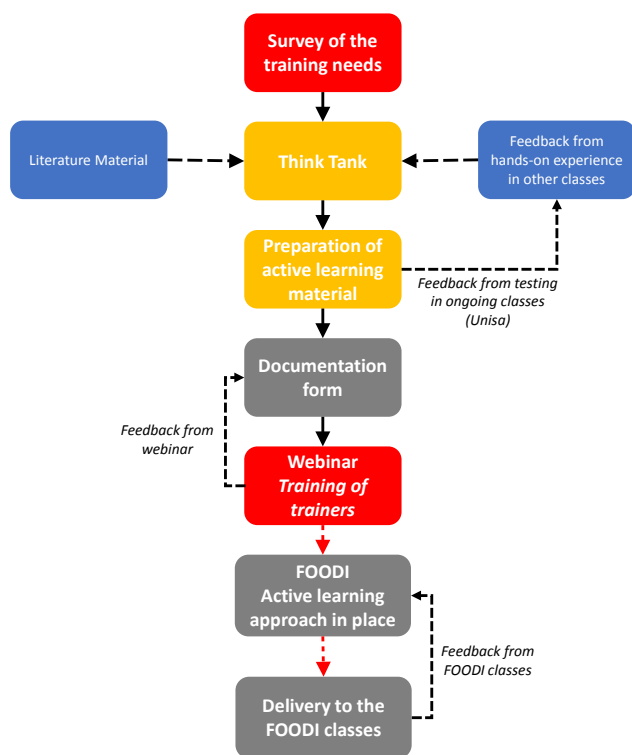 Survey of the
training needs
Literature Material
Think Tank
Feedback from
hands-on experience
in other classes
Preparation of
active learning
material
Feedback from testing
in ongoing classes
(Unisa)
Documentation
form
Feedback from
webinar
Webinar
Training of
trainers
FOODI
Active learning
approach in place
Feedback from
FOODI classes
Delivery to the
FOODI classes